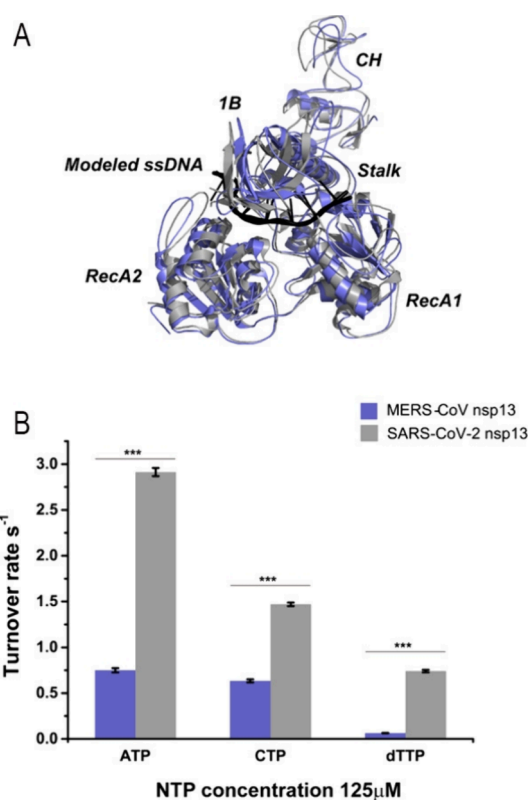 A
CH
1B
Modeled ssDNA
Stalk
RecA2
RecA1
B
MERS-CoV nsp13
SARS-CoV-2 nsp13
***
3.0
2.5
2.0
***
1.5
***
1.0
0.5
0.0
Turnover rate s⁻¹
ATP
CTP
dTTP
NTP concentration 125μM